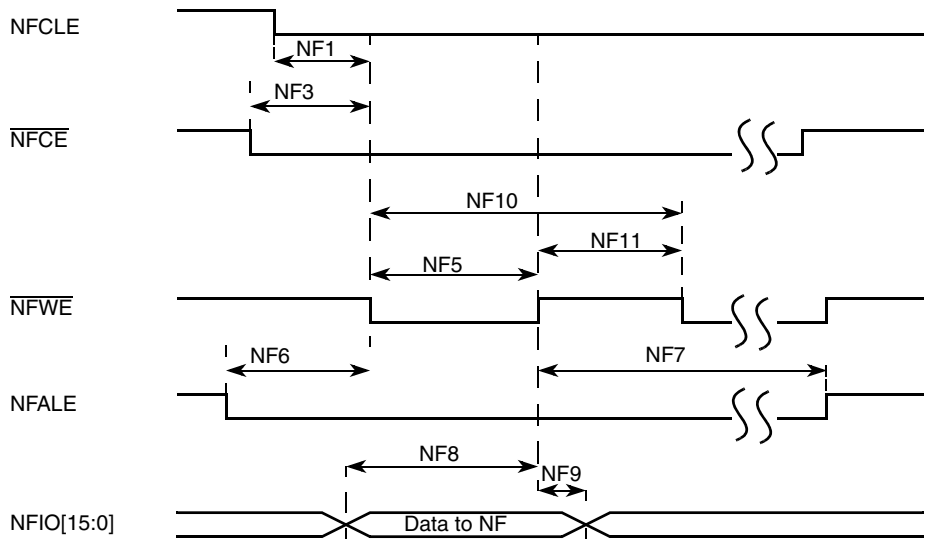 NFCLE
NF1
NF3
NFCE
NF10
NF11
NF5
NFWE
NF6
NF7
NFALE
NF8
NF9
NFIO[15:0]
Data to NF